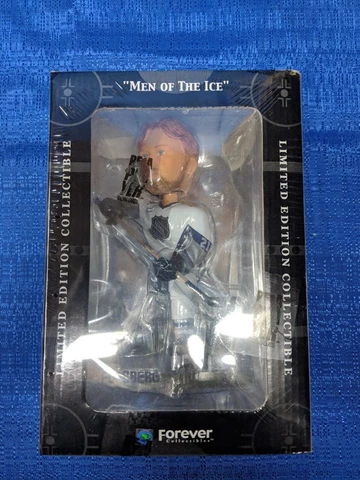 "MEN OF THE ICE"
LIMITED EDITION COLLECTIBLE
LIMITED EDITION COLLECTIBLE
FOREVER
Collectibles